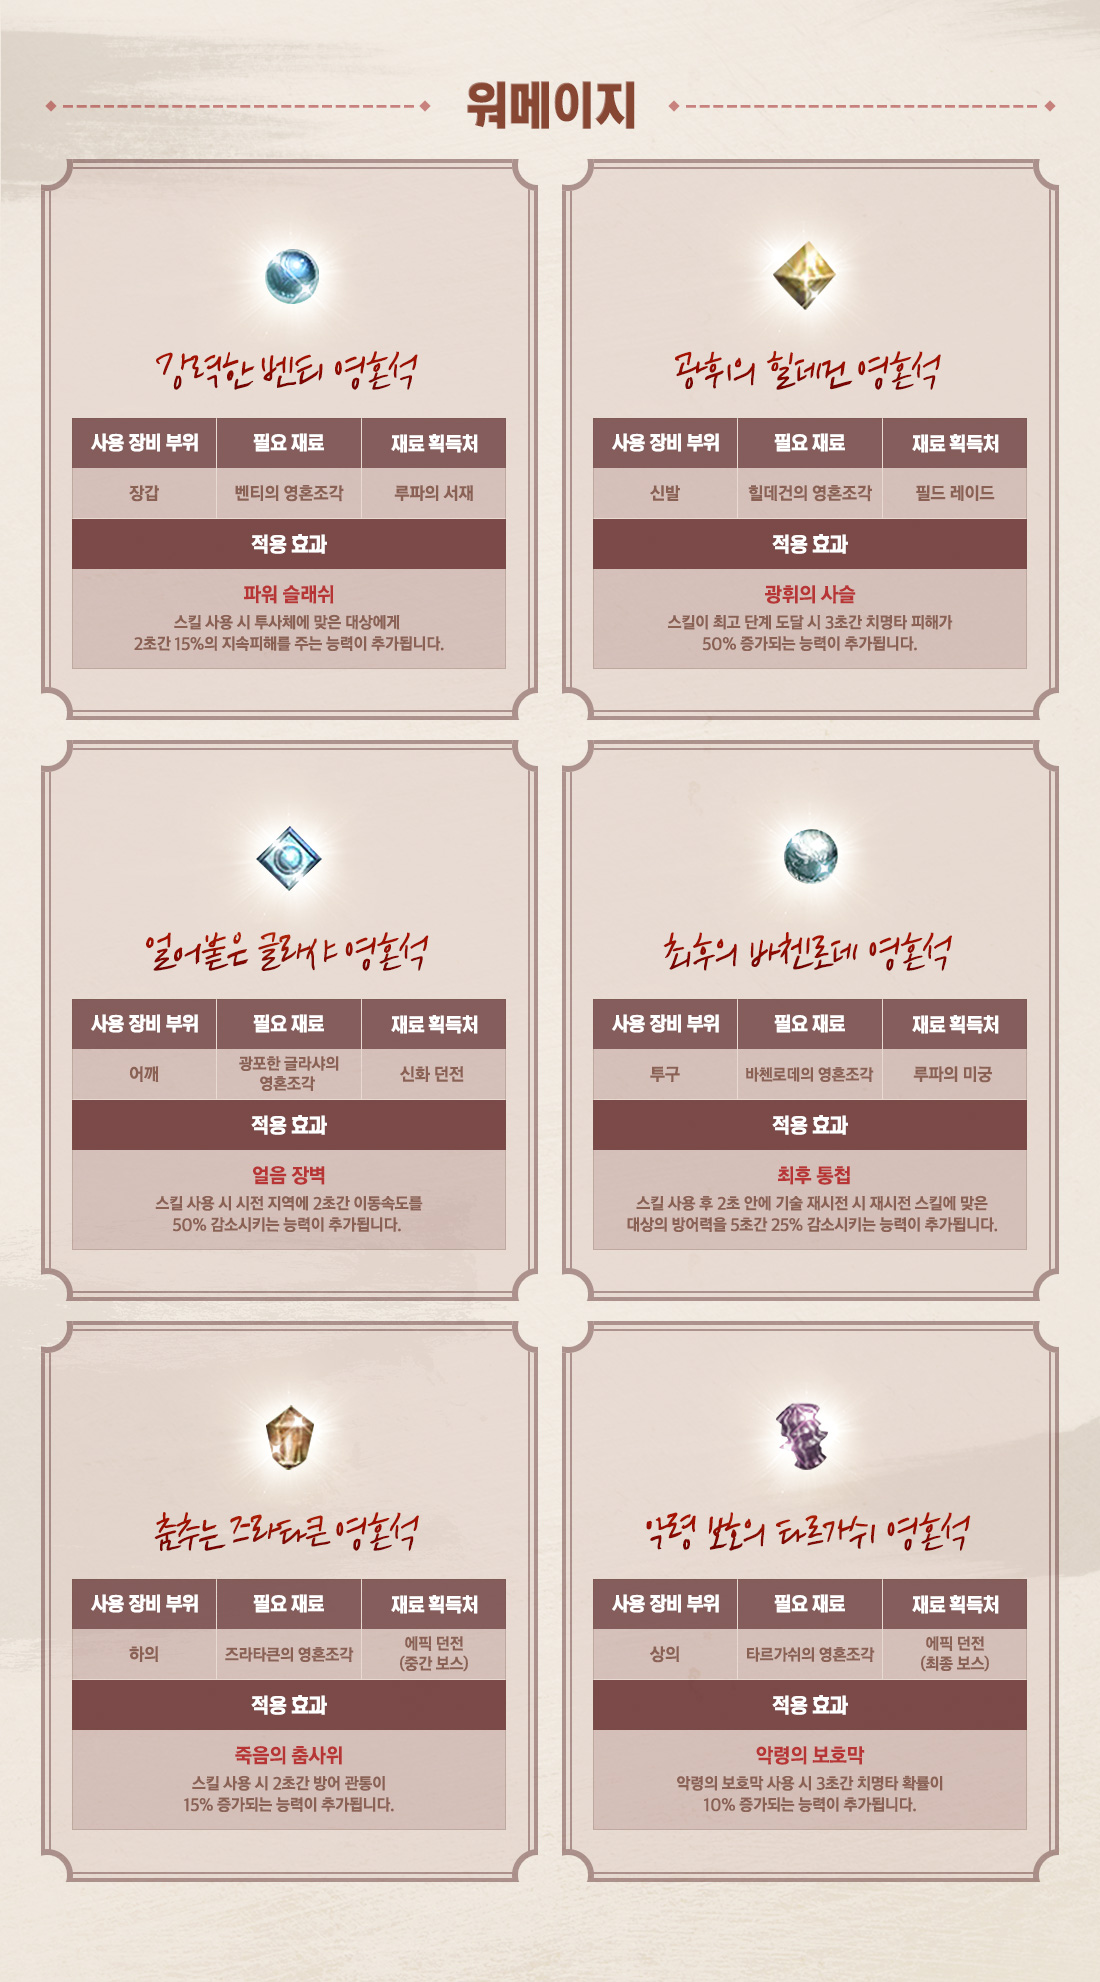 워메이지
강력한 벤티 영혼석
사용 장비 부위 필요 재료 재료 획득처
장갑 벤티의 영혼조각 루파의 서재
적용 효과
파워 슬래쉬
스킬 사용 시 투사체에 맞은 대상에게
2초간 15%의 지속피해를 주는 능력이 추가됩니다.
광휘의 힐데건 영혼석
사용 장비 부위 필요 재료 재료 획득처
신발 힐데건의 영혼조각 필드 레이드
적용 효과
광휘의 사슬
스킬이 최고 단계 도달 시 3초간 치명타 피해가
50% 증가되는 능력이 추가됩니다.
얼어붙은 글라샤 영혼석
사용 장비 부위 필요 재료 재료 획득처
어깨 광포한 글라샤의 신화 던전
영혼조각
적용 효과
얼음 장벽
스킬 사용 시 시전 지역에 2초간 이동속도를
50% 감소시키는 능력이 추가됩니다.
최후의 바첸로데 영혼석
사용 장비 부위 필요 재료 재료 획득처
투구 바첸로데의 영혼조각 루파의 미궁
적용 효과
최후 통첩
스킬 사용 후 2초 안에 기술 재시전 시 재시전 스킬에 맞은
대상의 방어력을 5초간 25% 감소시키는 능력이 추가됩니다.
춤추는 즈라타큰 영혼석
사용 장비 부위 필요 재료 재료 획득처
하의 즈라타큰의 영혼조각 에픽 던전
(중간 보스)
적용 효과
죽음의 춤사위
스킬 사용 시 2초간 방어 관통이
15% 증가되는 능력이 추가됩니다.
악령 보호의 타르가쉬 영혼석
사용 장비 부위 필요 재료 재료 획득처
상의 타르가쉬의 영혼조각 에픽 던전
(최종 보스)
적용 효과
악령의 보호막
악령의 보호막 사용 시 3초간 치명타 확률이
10% 증가되는 능력이 추가됩니다.